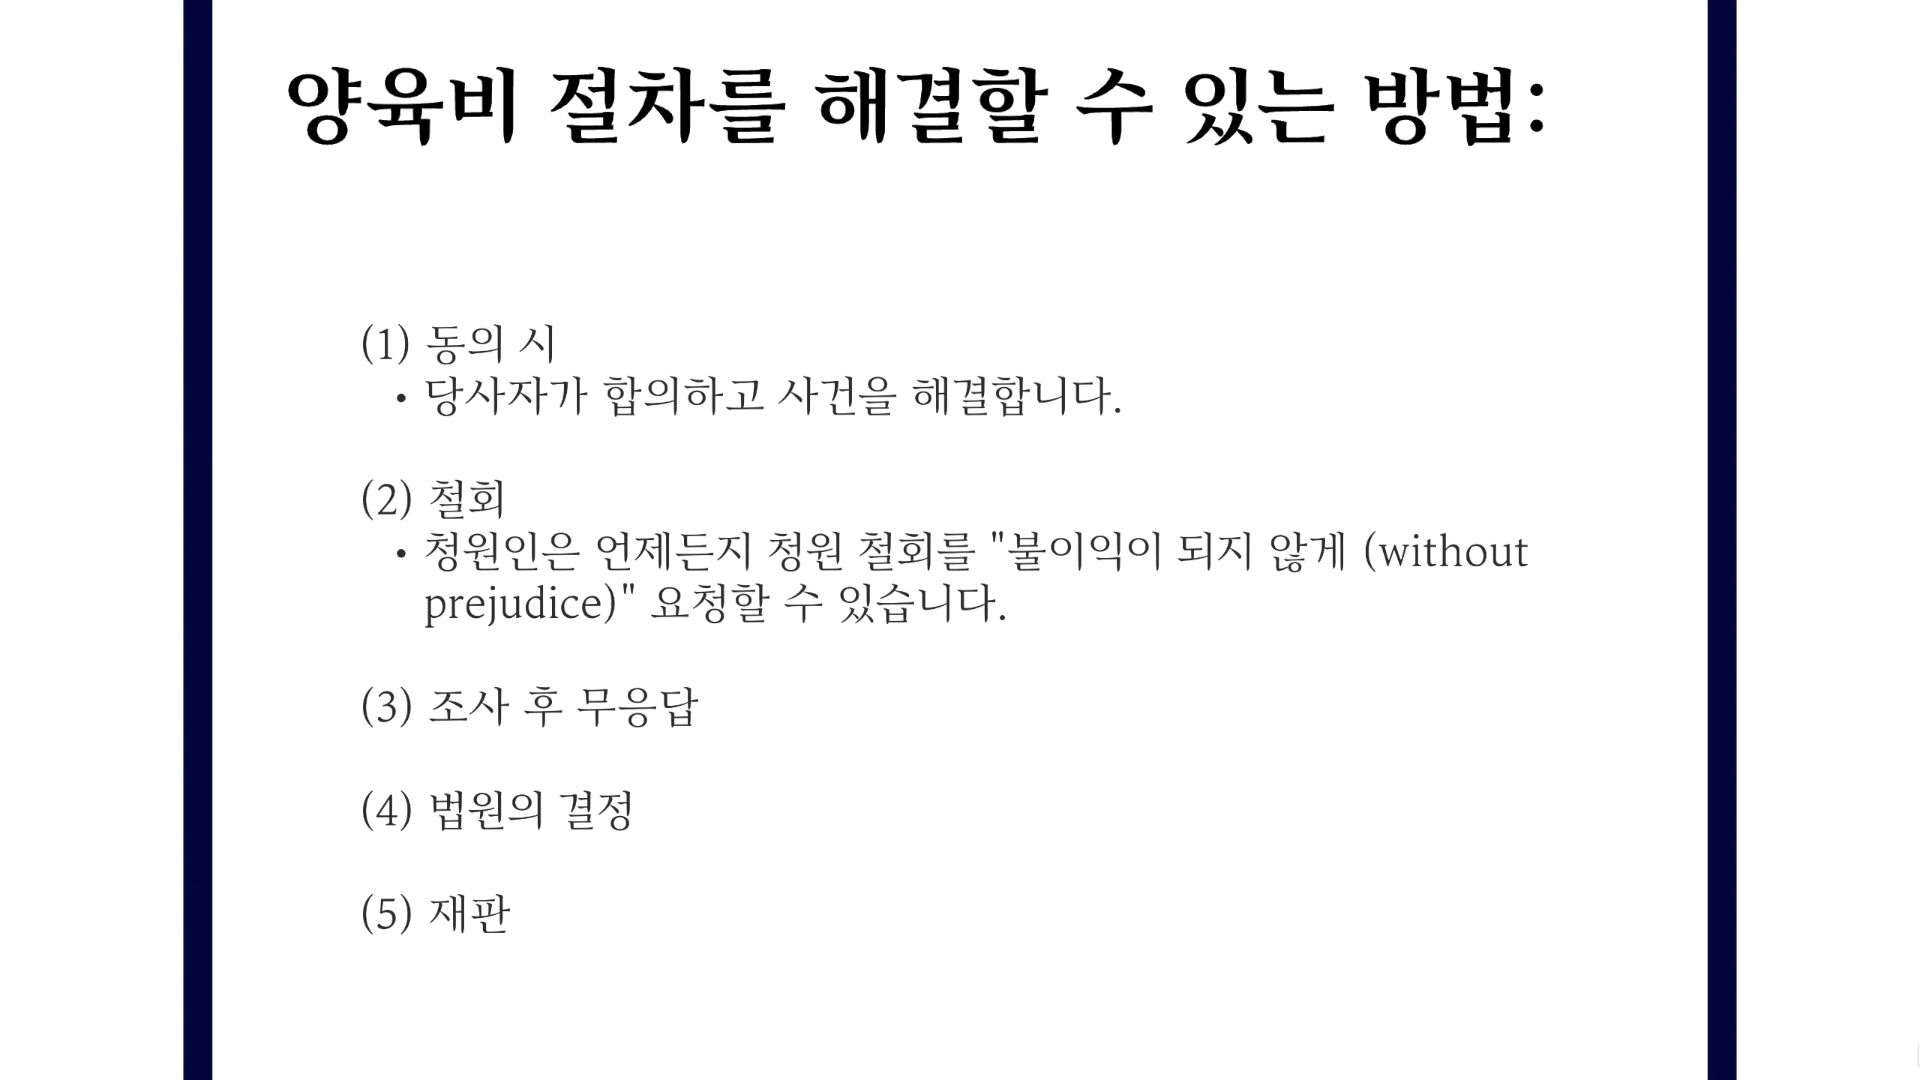 양육비 절차를 해결할 수 있는 방법:
(1) 동의 시
• 당사자가 합의하고 사건을 해결합니다.
(2) 철회
• 청원인은 언제든지 청원 철회를 "불이익이 되지 않게 (without
prejudice)" 요청할 수 있습니다.
(3) 조사 후 무응답
(4) 법원의 결정
(5) 재판